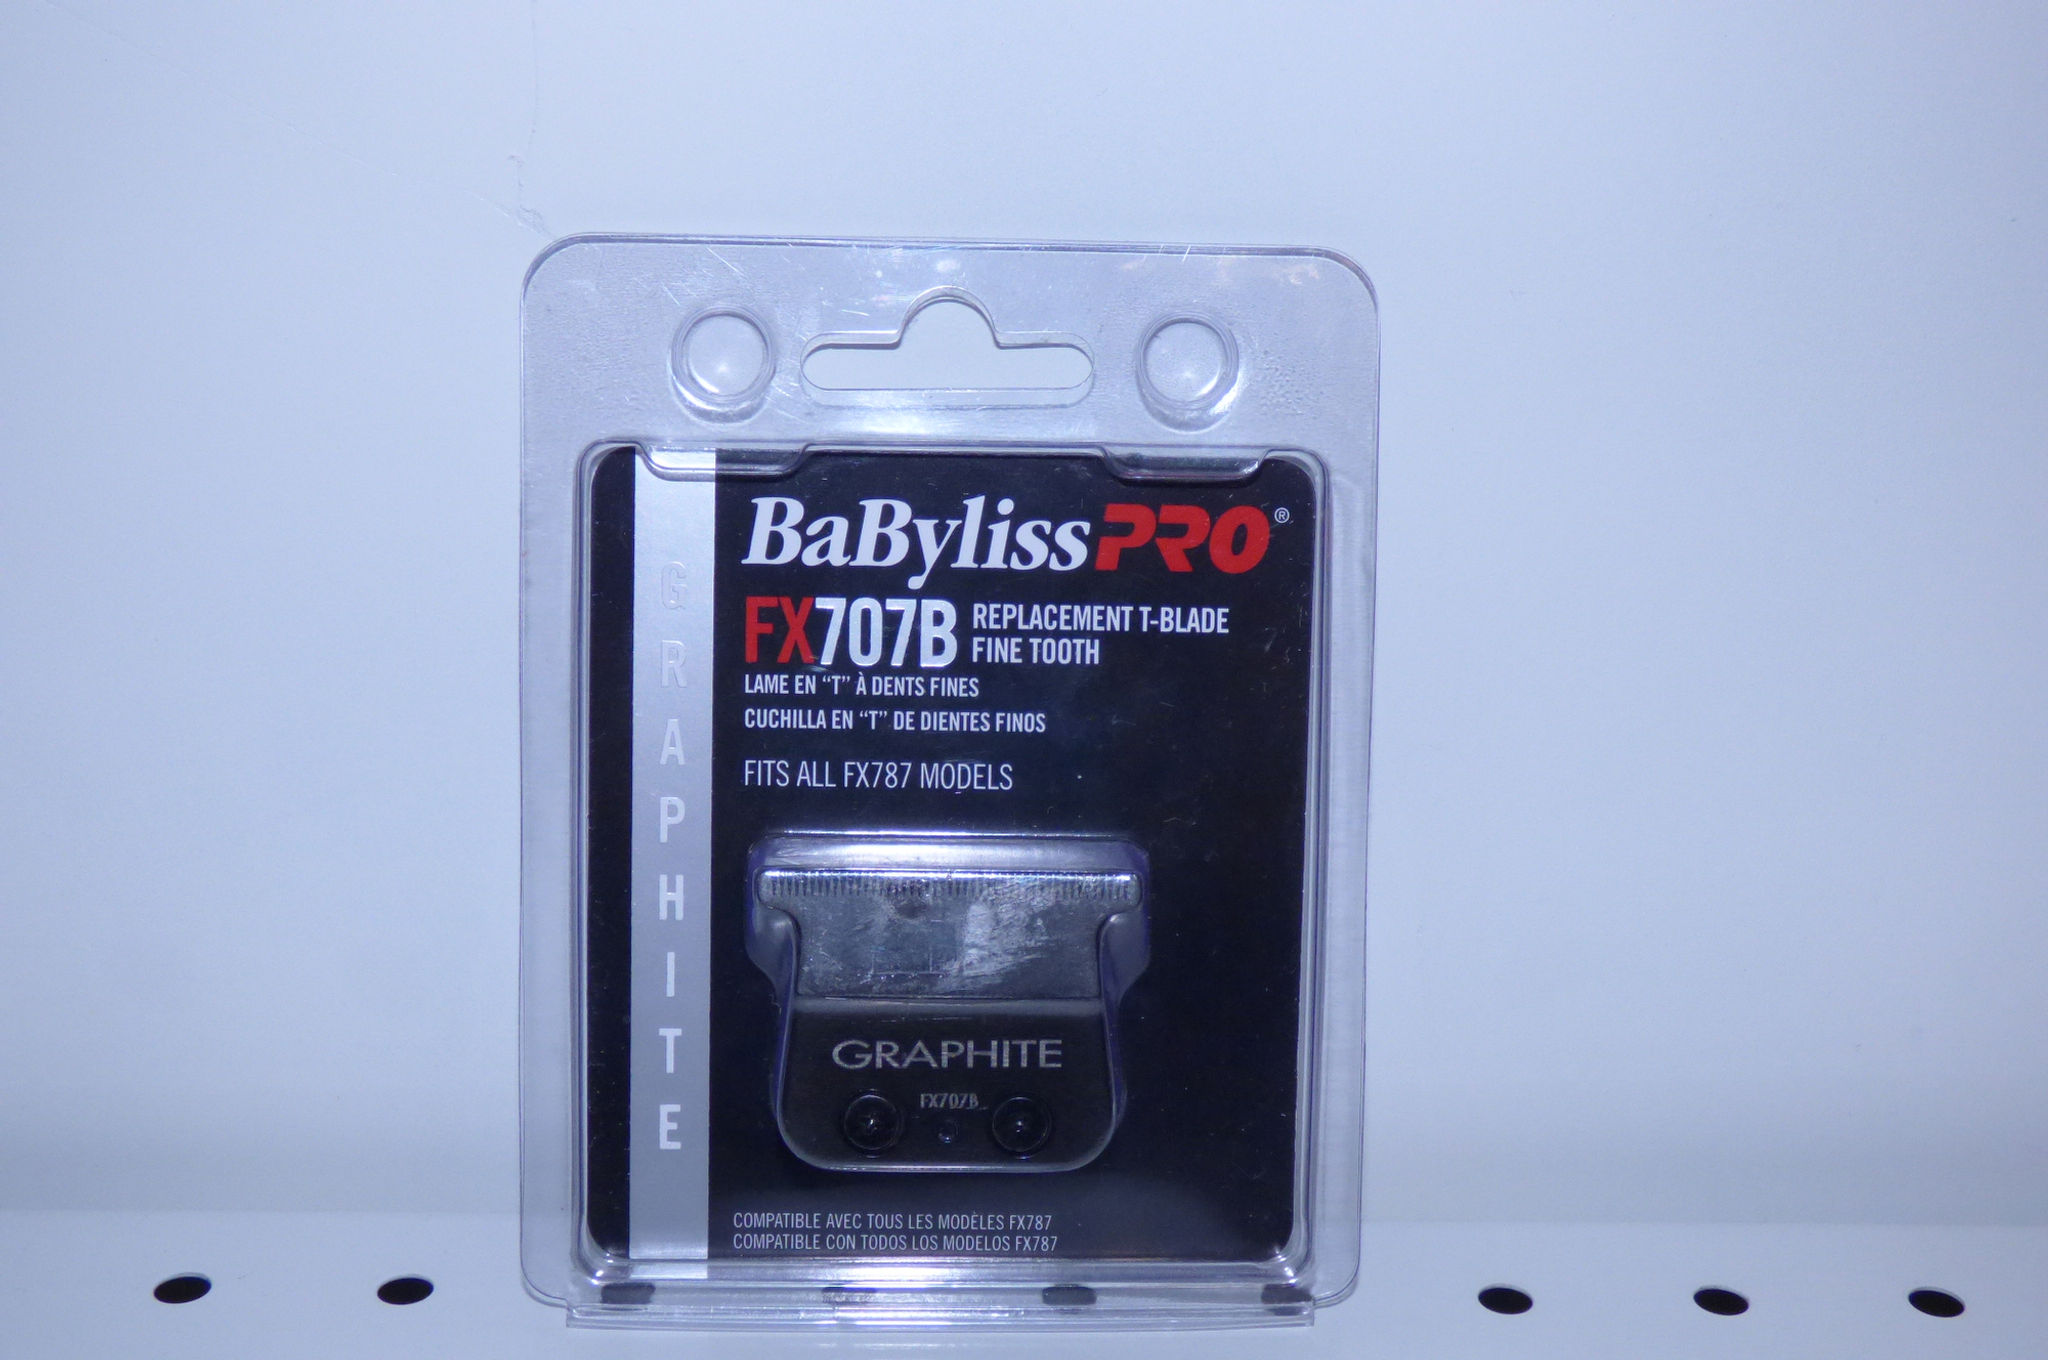 BaBylissPRO®
FX707B REPLACEMENT T-BLADE
FINE TOOTH
LAME EN “T” À DENTS FINES
CUCHILLA EN “T” DE DIENTES FINOS
FITS ALL FX787 MODELS
GRAPHITE
GRAPHITE
FX707B
COMPATIBLE AVEC TOUS LES MODÈLES FX787
COMPATIBLE CON TODOS LOS MODELOS FX787